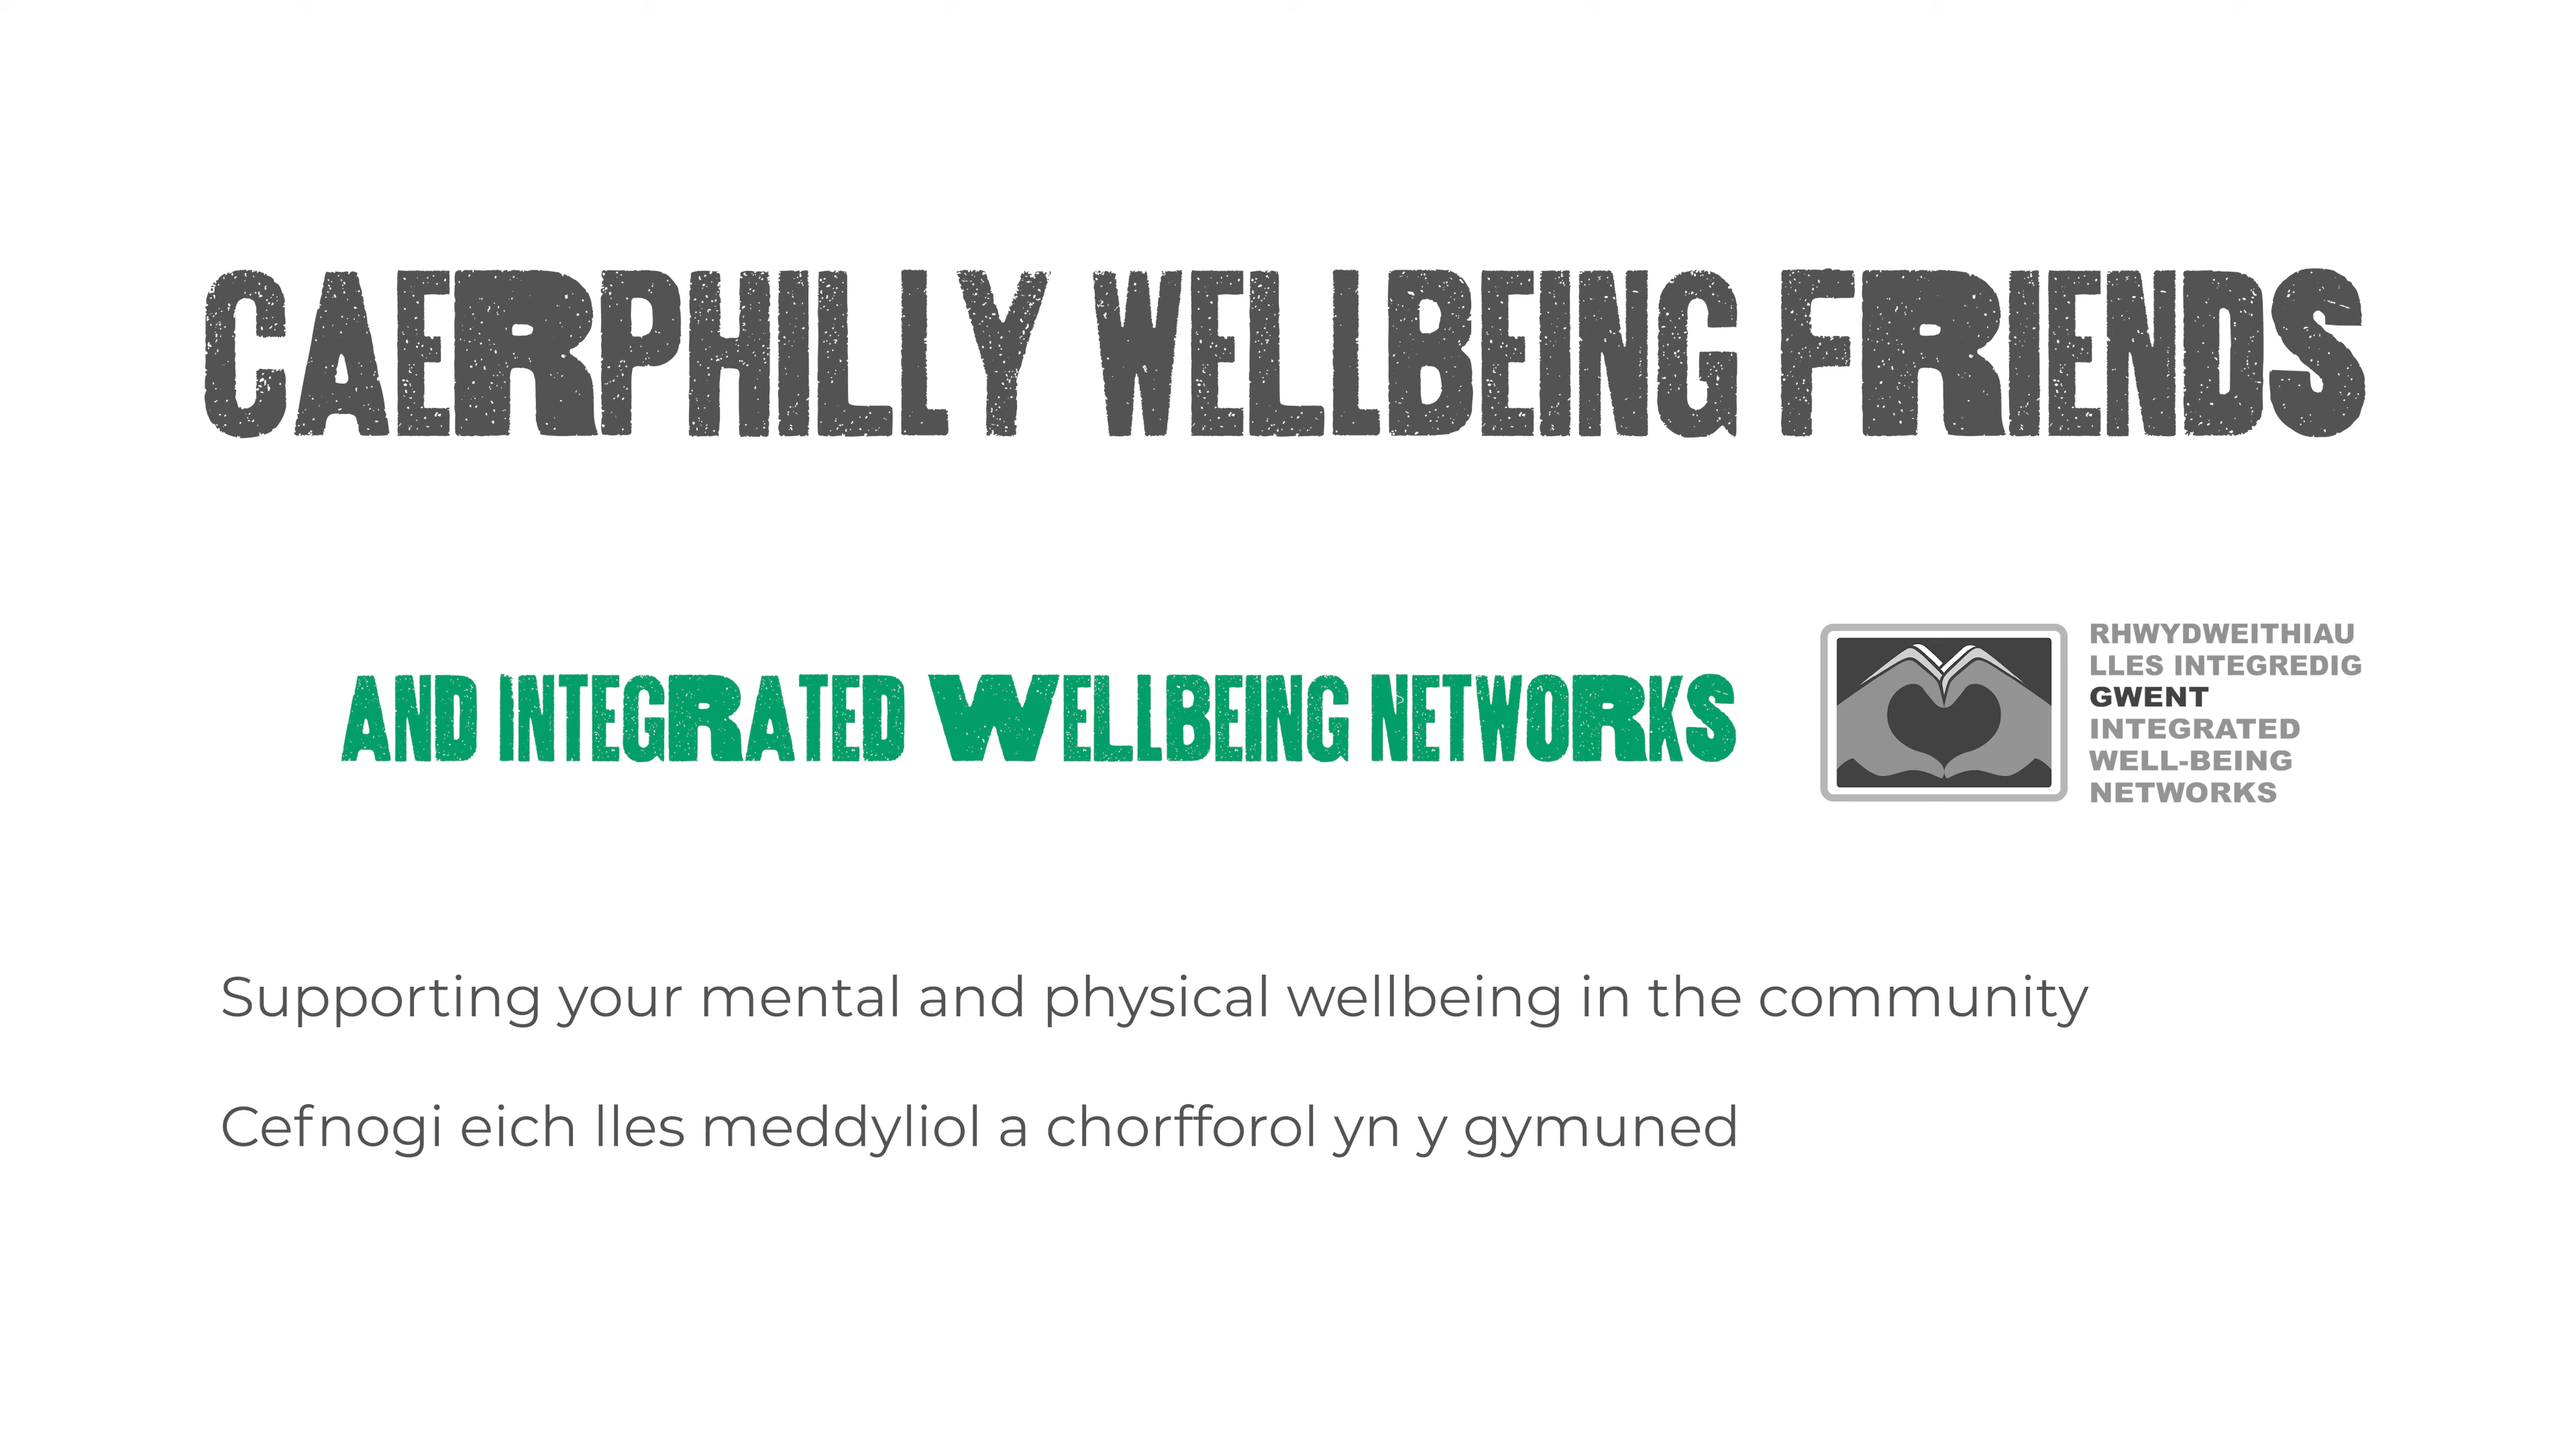 CAERPHILLY WELLBEING FRIENDS
AND INTEGRATED WELLBEING NETWORKS
RHWYDWEITHIAU
LLES INTEGREDIG
GWENT
INTEGRATED
WELL-BEING
NETWORKS
Supporting your mental and physical wellbeing in the community
Cefnogi eich lles meddyliol a chorfforol yn y gymuned